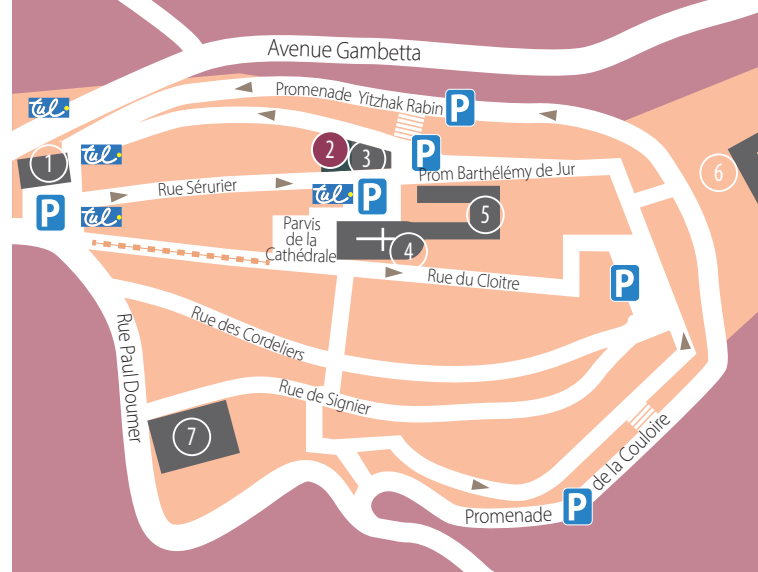 Avenue Gambetta
Promenade Yitzhak Rabin
P
tul
2
3
P
1
tul
Prom Barthélémy de Jur
6
Rue Sérurier
tul
P
P
tul
5
Parvis
de la
Cathédrale
4
Rue du Cloitre
P
Rue des Cordeliers
Rue Paul Doumer
Rue de Signier
7
Promenade
P
de la Couloire